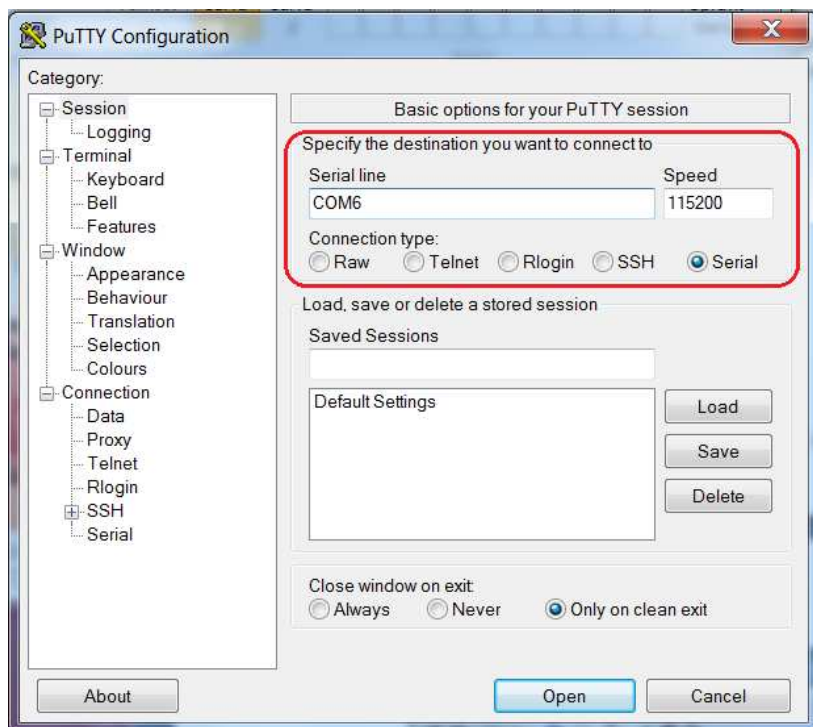 PuTTY Configuration
Category:
Session
Logging
Terminal
Keyboard
Bell
Features
Window
Appearance
Behaviour
Translation
Selection
Colours
Connection
Data
Proxy
Telnet
Rlogin
SSH
Serial
Basic options for your PuTTY session
Specify the destination you want to connect to
Serial line Speed
COM6 115200
Connection type:
Raw Telnet Rlogin SSH Serial
Load, save or delete a stored session
Saved Sessions
Default Settings
Load
Save
Delete
Close window on exit:
Always Never Only on clean exit
About Open Cancel